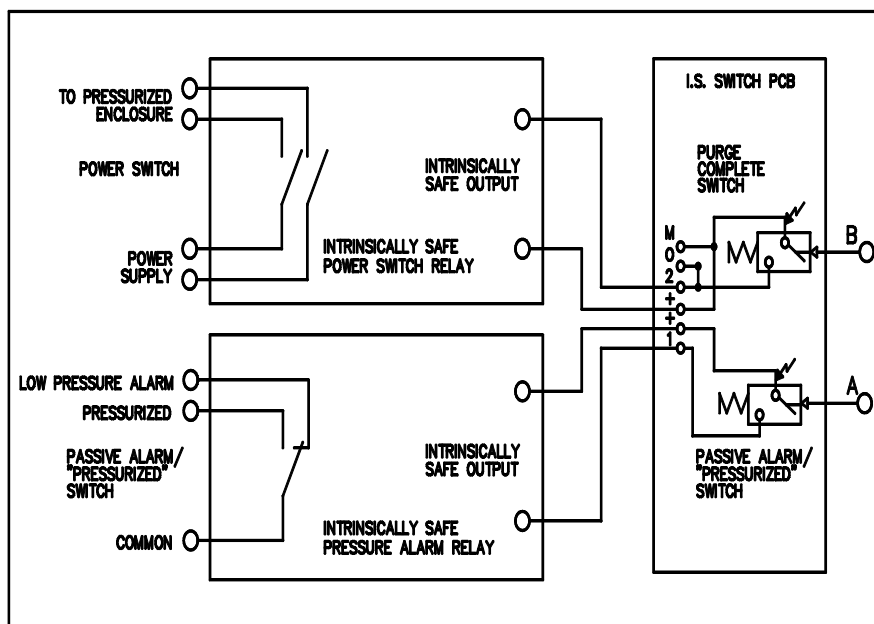 TO PRESSURIZED
ENCLOSURE
POWER SWITCH
POWER
SUPPLY
INTRINSICALLY
SAFE OUTPUT
INTRINSICALLY SAFE
POWER SWITCH RELAY
I.S. SWITCH PCB
PURGE
COMPLETE
SWITCH
M
O
2
+
+
1
B
A
LOW PRESSURE ALARM
PRESSURIZED
PASSIVE ALARM/
"PRESSURIZED"
SWITCH
COMMON
INTRINSICALLY
SAFE OUTPUT
INTRINSICALLY SAFE
PRESSURE ALARM RELAY
PASSIVE ALARM/
"PRESSURIZED"
SWITCH